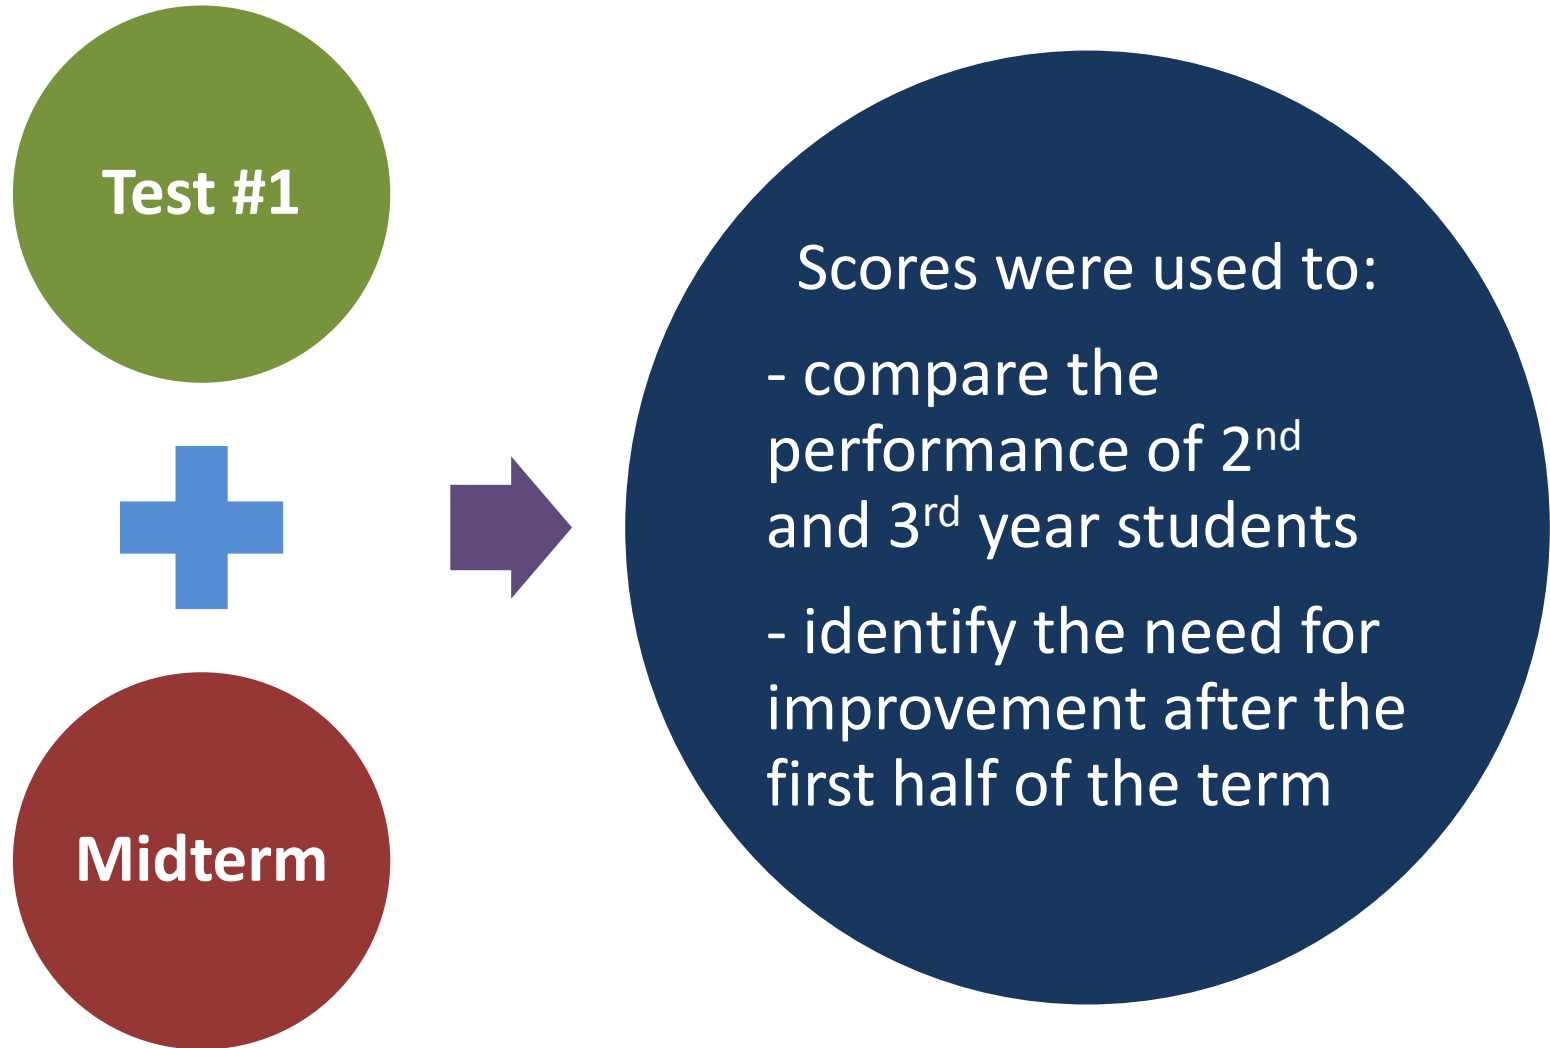 Test #1
Midterm
Scores were used to:
- compare the
performance of 2nd
and 3rd year students
- identify the need for
improvement after the
first half of the term